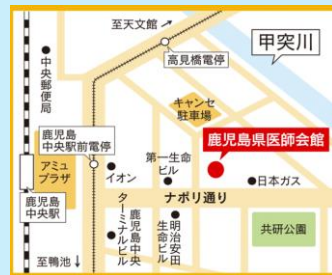 至天文館
甲突川
高見橋電停
中央郵便局
キャンセ
駐車場
鹿児島
中央駅前電停
鹿児島県医師会館
アミュ
プラザ
イオン
第一生命
ビル
日本ガス
ナポリ通り
鹿児島
中央駅
鹿児島中央
ターミナルビル
明治安田
生命ビル
共研公園
至鴨池